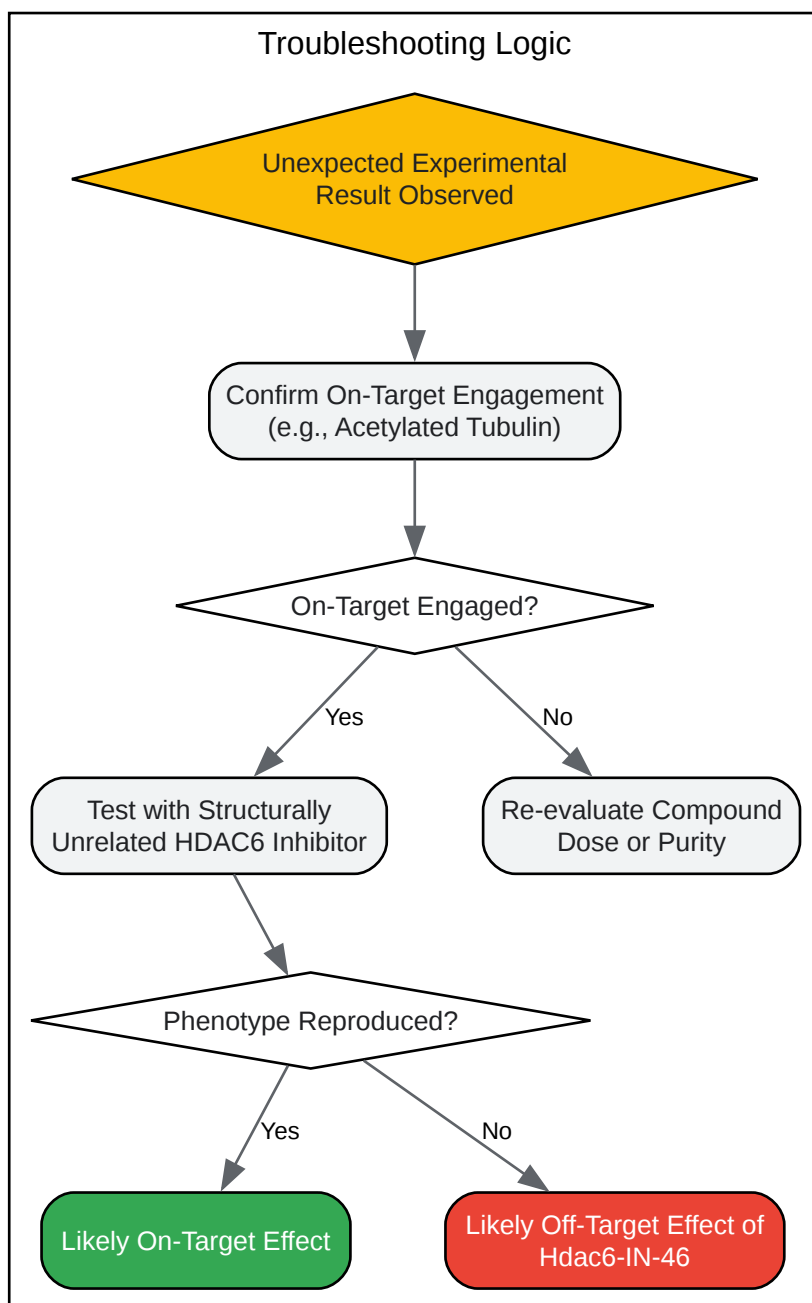 Troubleshooting Logic
Unexpected Experimental
Result Observed
Confirm On-Target Engagement
(e.g., Acetylated Tubulin)
On-Target Engaged?
Yes
No
Test with Structurally
Unrelated HDAC6 Inhibitor
Re-evaluate Compound
Dose or Purity
Phenotype Reproduced?
Yes
No
Likely On-Target Effect
Likely Off-Target Effect of
Hdac6-IN-46